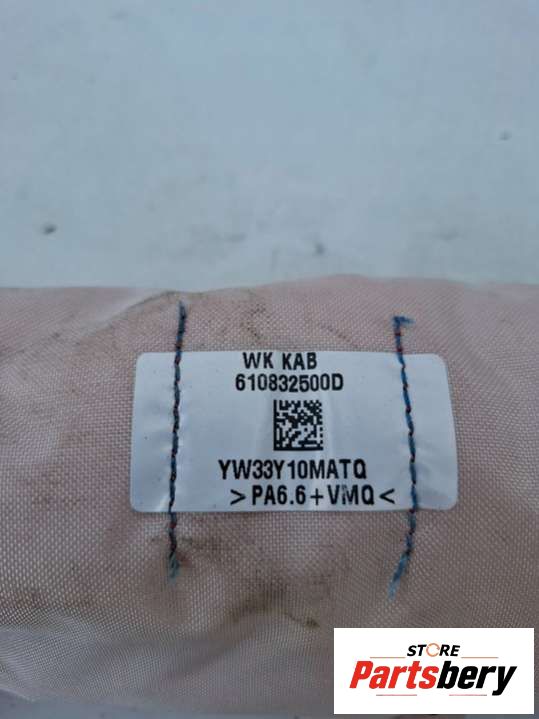 WK KAB
610832500D
YW33Y10MATQ
>PA6.6+VMQ<
STORE
Partsbery